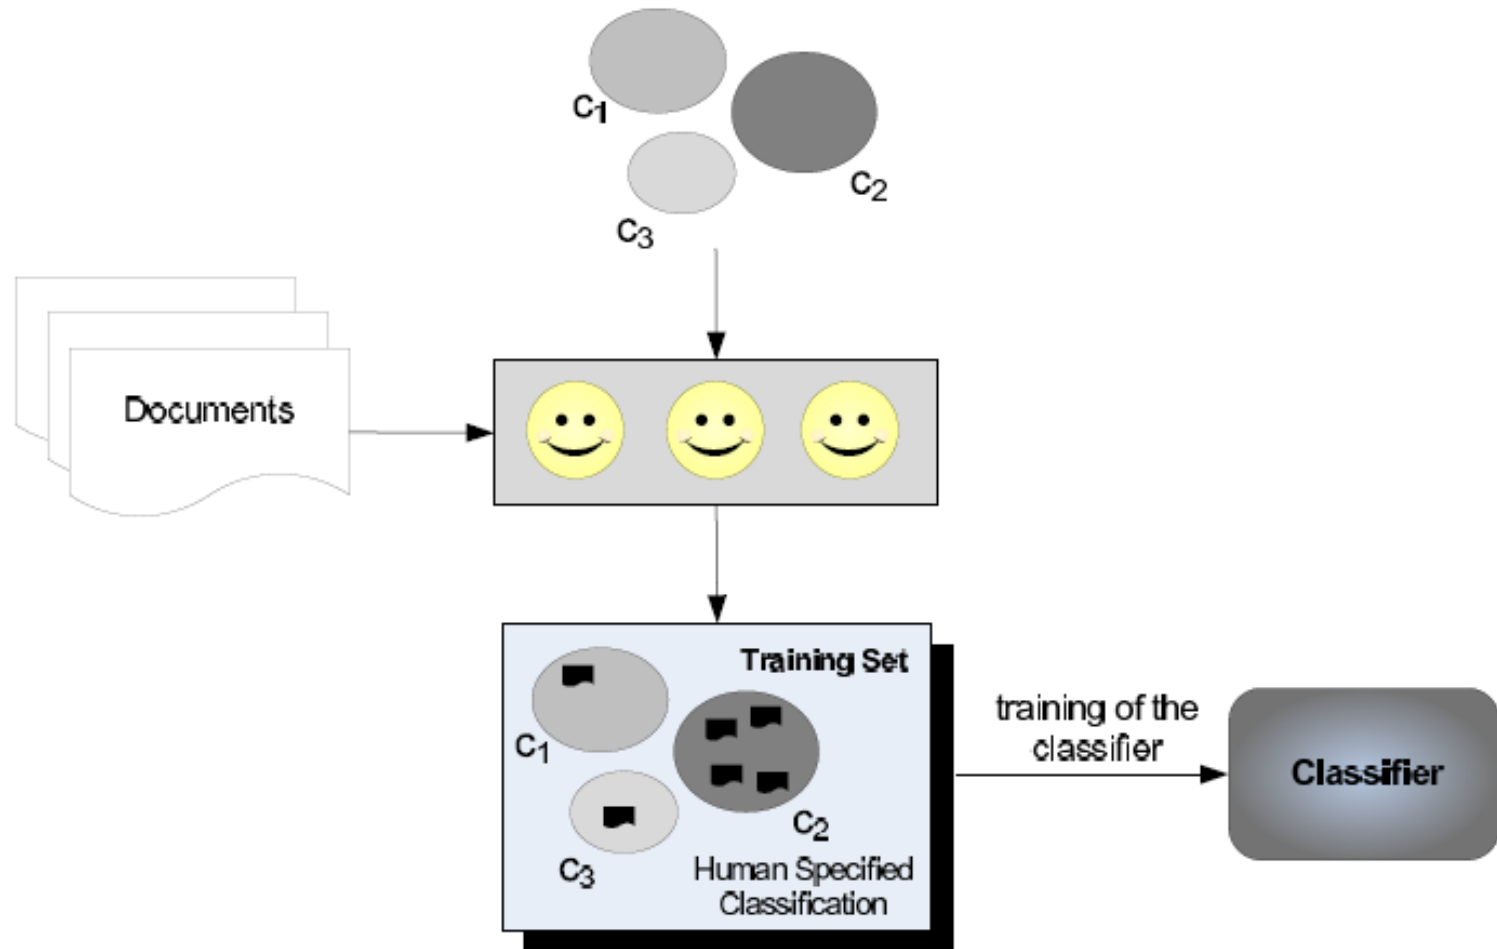 C1
C2
C3
Documents
Training Set
C1
C2
C3
Human Specified
Classification
training of the
classifier
Classifier